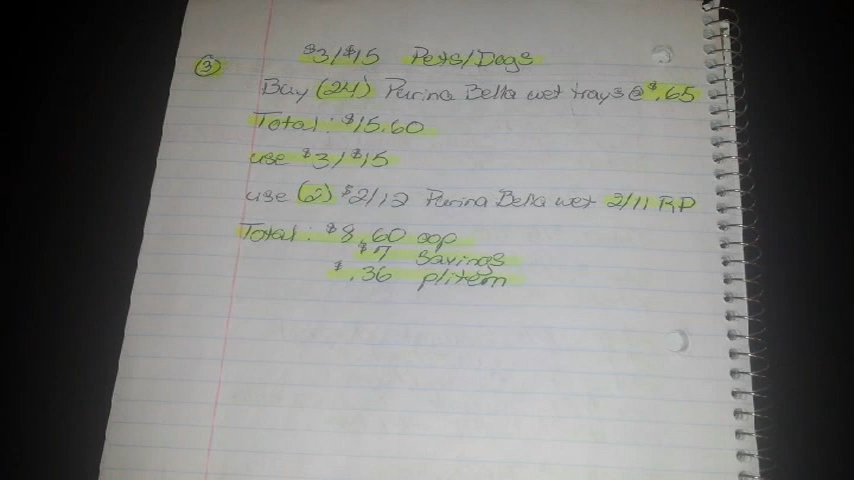 ③ $3/$15 Pets/Dogs
Buy (24) Purina Bella wet trays @ $.65
Total: $15.60
use $3/$15
use (2) $2/12 Purina Bella wet 2/11 RP
Total: $8.60 oop
$7 Savings
$.36 p/item